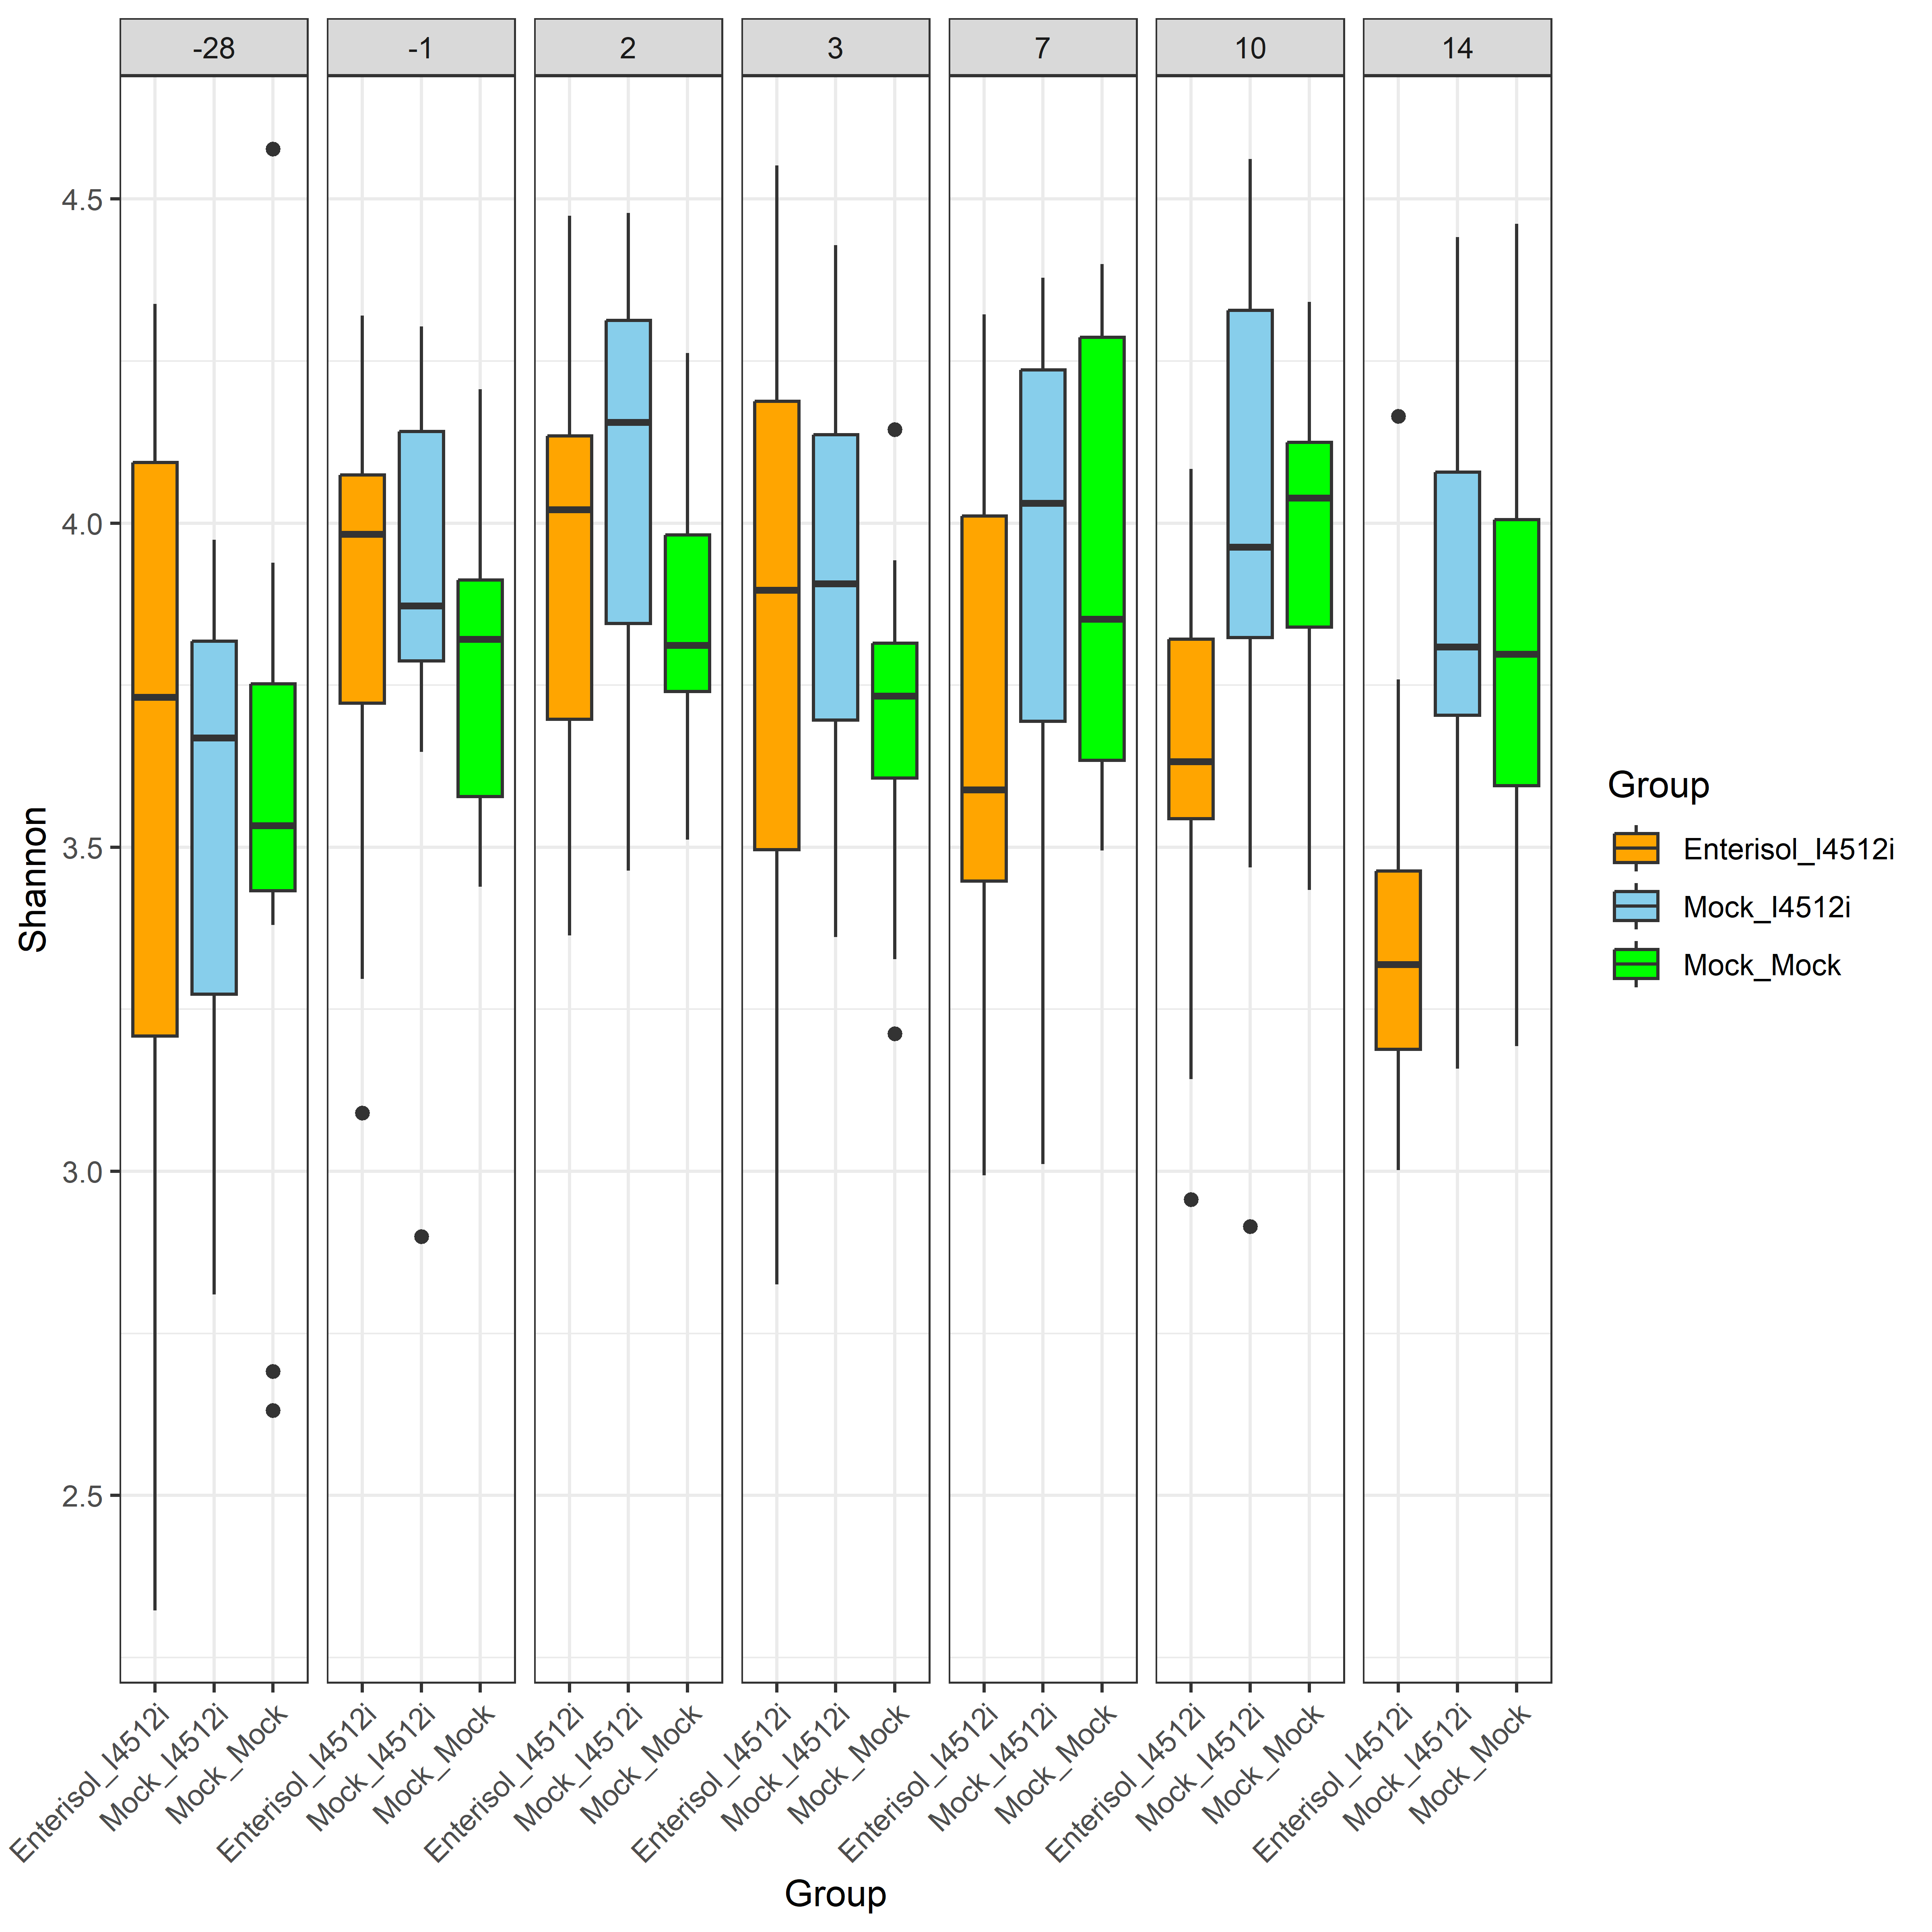 -28 -1 2 3 7 10 14
4.5
4.0
3.5
3.0
2.5
Shannon
Enterisol_I4512i Mock_I4512i Mock_Mock Enterisol_I4512i Mock_I4512i Mock_Mock Enterisol_I4512i Mock_I4512i Mock_Mock Enterisol_I4512i Mock_I4512i Mock_Mock Enterisol_I4512i Mock_I4512i Mock_Mock Enterisol_I4512i Mock_I4512i Mock_Mock Enterisol_I4512i Mock_I4512i Mock_Mock
Group
Group
Enterisol_I4512i
Mock_I4512i
Mock_Mock